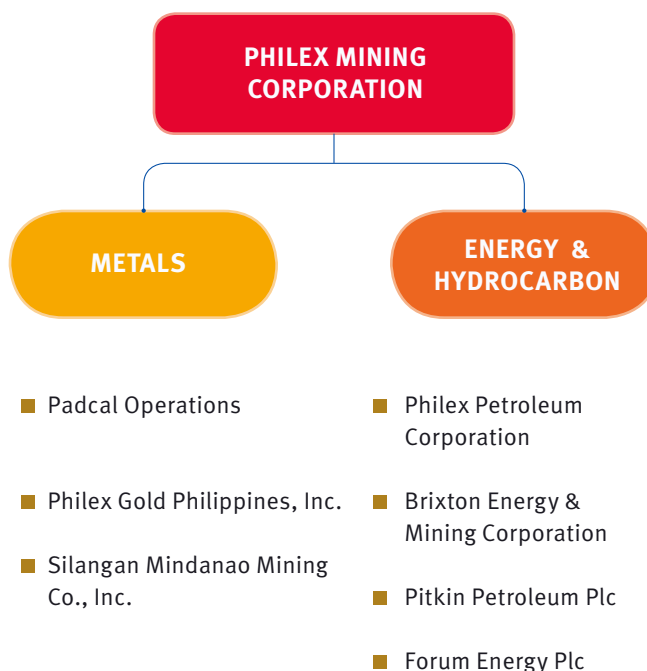 PHILEX MINING
CORPORATION
METALS
ENERGY & 
HYDROCARBON
Padcal Operations
Philex Gold Philippines, Inc.
Silangan Mindanao Mining
Co., Inc.
Philex Petroleum
Corporation
Brixton Energy &
Mining Corporation
Pitkin Petroleum Plc
Forum Energy Plc